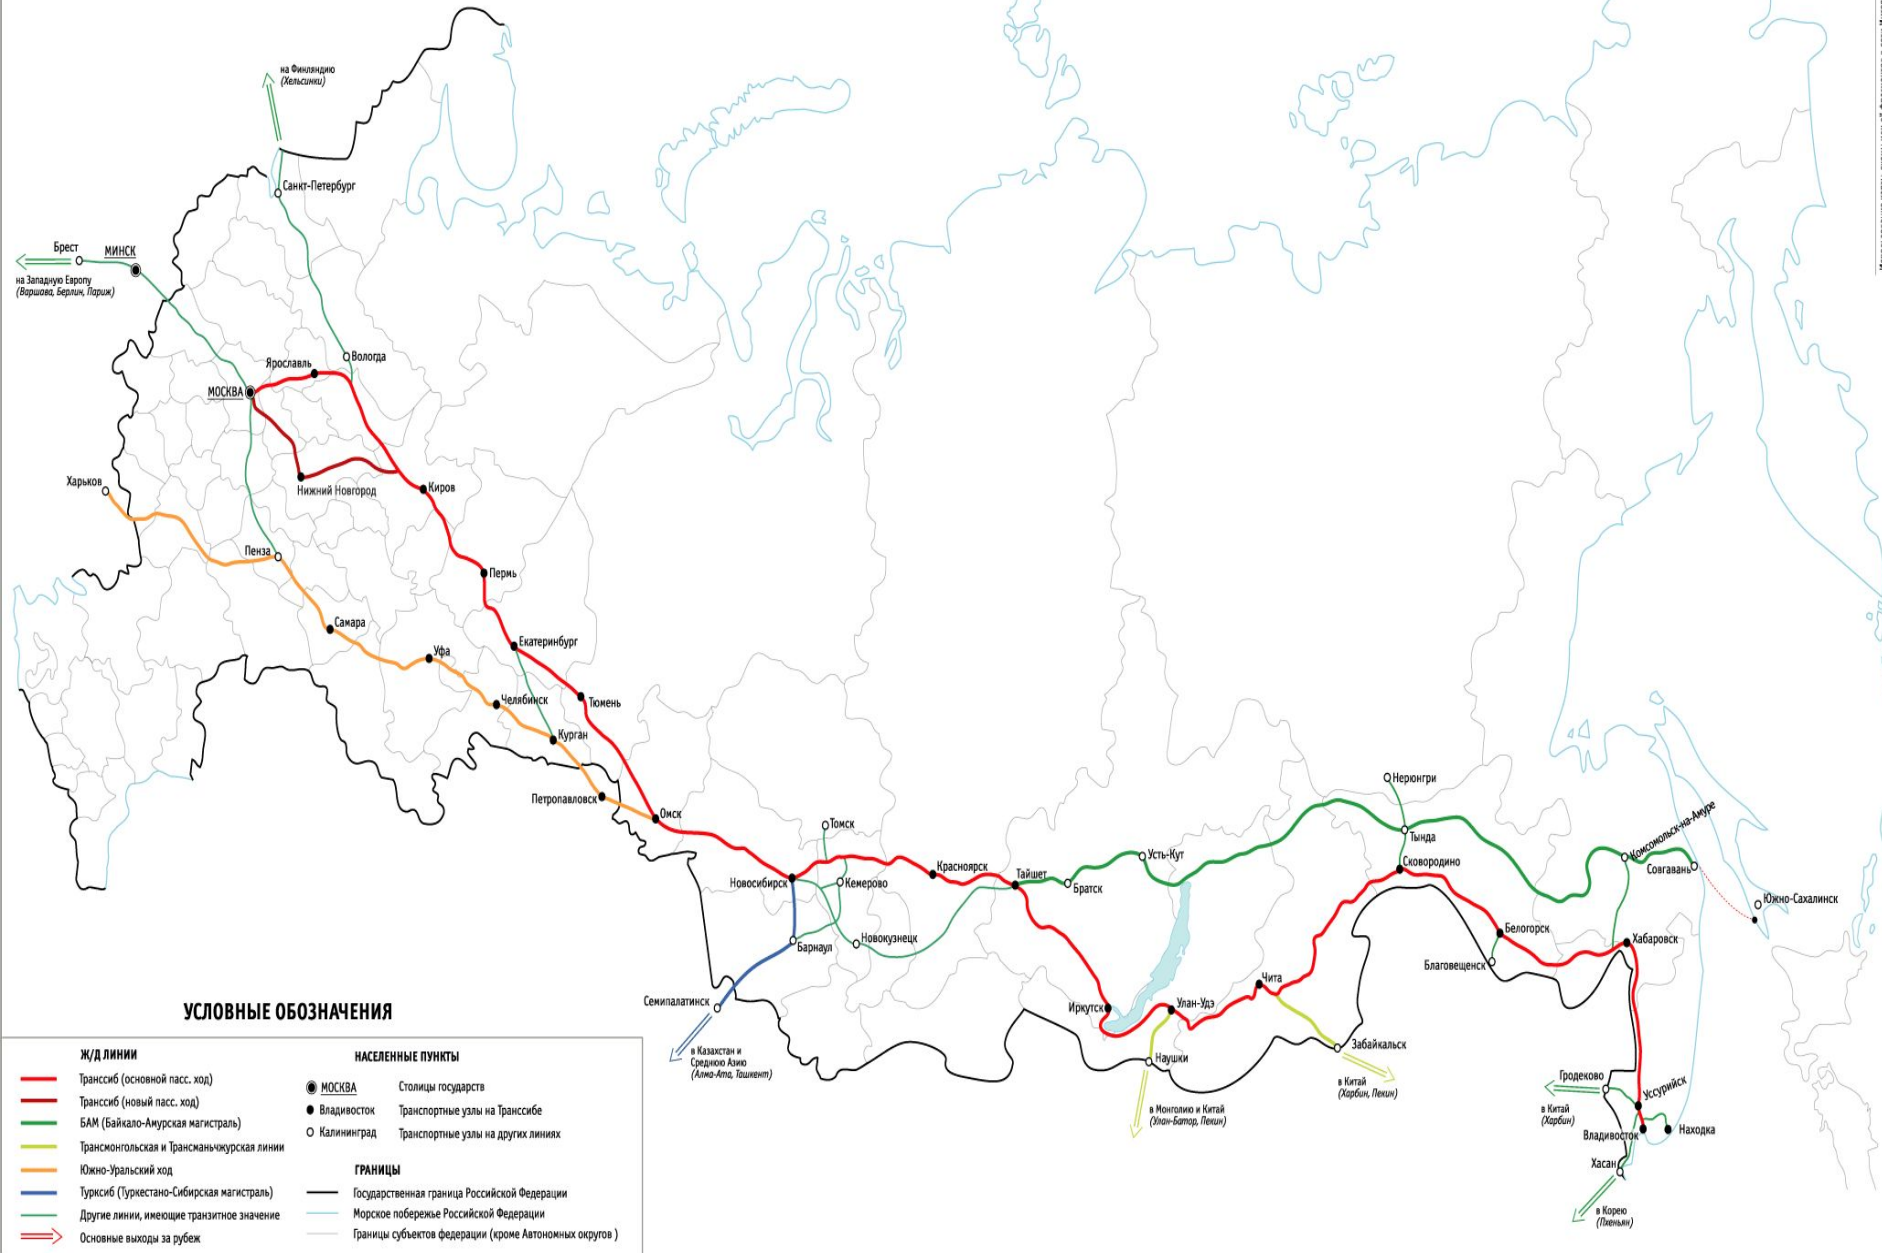 на Финляндию
(Хельсинки)
Санкт-Петербург
Брест
МИНСК
на Западную Европу
(Варшава, Берлин, Париж)
Вологда
Ярославль
МОСКВА
Харьков
Нижний Новгород
Киров
Пенза
Пермь
Самара
Екатеринбург
Уфа
Челябинск
Тюмень
Курган
Петропавловск
Омск
Томск
Новосибирск
Кемерово
Красноярск
Тайшет
Братск
Усть-Кут
Нерюнгри
Тында
Сковородино
Комсомольск-на-Амуре
Совгавань
Южно-Сахалинск
Барнаул
Новокузнецк
Белогорск
Благовещенск
Хабаровск
Семипалатинск
Иркутск
Улан-Удэ
Чита
в Казахстан и
Среднюю Азию
(Алма-Ата, Ташкент)
Наушки
Забайкальск
в Монголию и Китай
(Улан-Батор, Пекин)
в Китай
(Харбин, Пекин)
Гродеково
Уссурийск
в Китай
(Харбин)
Владивосток
Находка
Хасан
в Корею
(Пхеньян)
УСЛОВНЫЕ ОБОЗНАЧЕНИЯ
Ж/Д ЛИНИИ
Транссиб (основной пасс. ход)
Транссиб (новый пасс. ход)
БАМ (Байкало-Амурская магистраль)
Трансмонгольская и Трансманьчжурская линии
Южно-Уральский ход
Турксиб (Туркестано-Сибирская магистраль)
Другие линии, имеющие транзитное значение
Основные выходы за рубеж
НАСЕЛЕННЫЕ ПУНКТЫ
МОСКВА Столицы государств
Владивосток Транспортные узлы на Транссибе
Калининград Транспортные узлы на других линиях
ГРАНИЦЫ
Государственная граница Российской Федерации
Морское побережье Российской Федерации
Границы субъектов федерации (кроме Автономных округов )